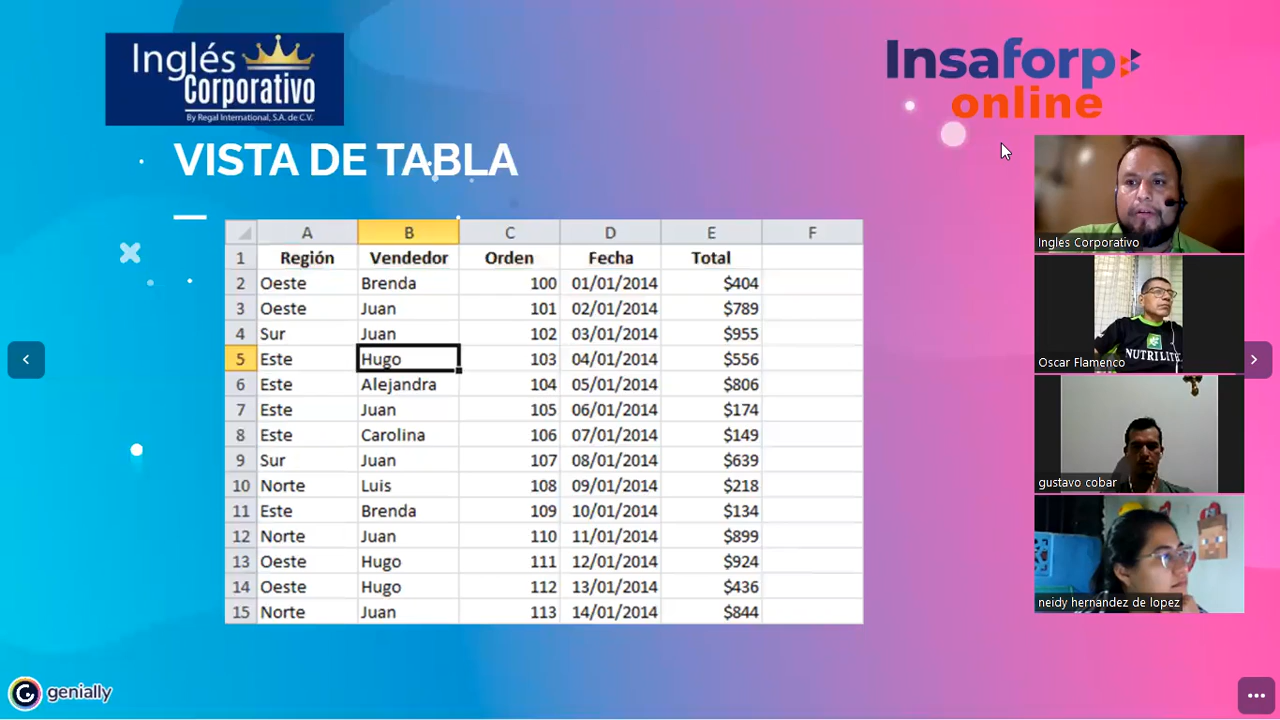 Inglés
Corporativo
By Regal International, S.A. de C.V.
Insaforp
online
VISTA DE TABLA
A B C D E F
1 Región Vendedor Orden Fecha Total
2 Oeste Brenda 100 01/01/2014 $404
3 Oeste Juan 101 02/01/2014 $789
4 Sur Juan 102 03/01/2014 $955
5 Este Hugo 103 04/01/2014 $556
6 Este Alejandra 104 05/01/2014 $806
7 Este Juan 105 06/01/2014 $174
8 Este Carolina 106 07/01/2014 $149
9 Sur Juan 107 08/01/2014 $639
10 Norte Luis 108 09/01/2014 $218
11 Este Brenda 109 10/01/2014 $134
12 Norte Juan 110 11/01/2014 $899
13 Oeste Hugo 111 12/01/2014 $924
14 Oeste Hugo 112 13/01/2014 $436
15 Norte Juan 113 14/01/2014 $844
Ingles Corporativo
NUTRILITE
Oscar Flamenco
gustavo cobar
neidy hernandez de lopez
genially